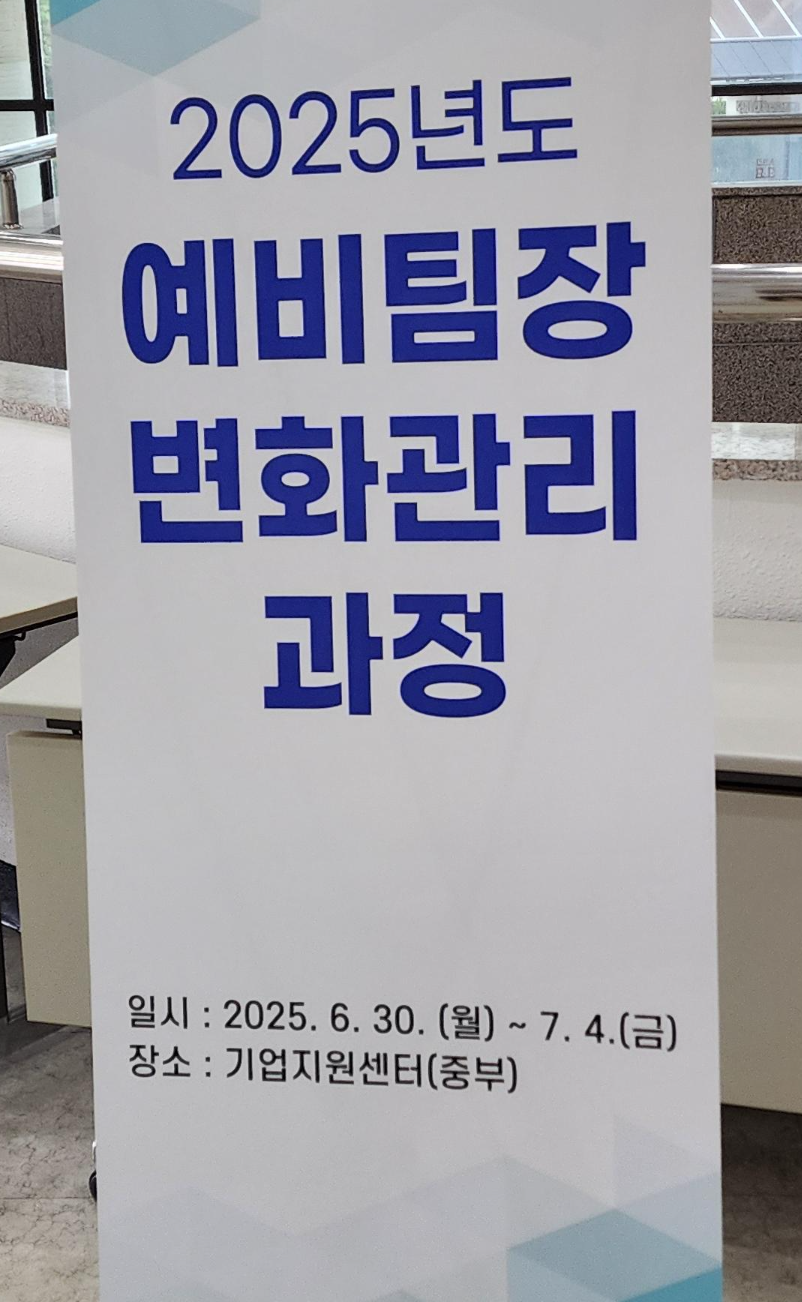 2025년도
예비팀장
변화관리
과정
일시 : 2025. 6. 30. (월) ~ 7. 4.(금)
장소 : 기업지원센터(중부)